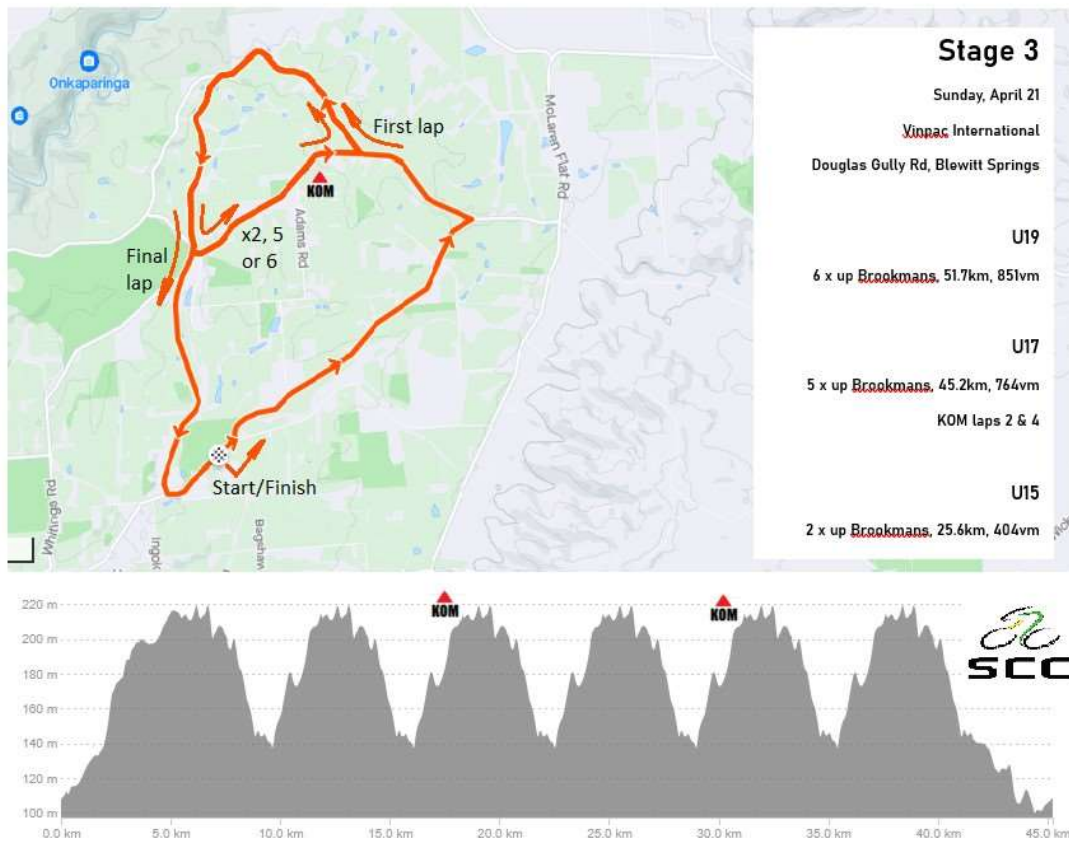 Onkaparinga
First lap
McLaren Flat Rd
KOM
Adams Rd
x2, 5
or 6
Final
lap
Start/Finish
Whitings Rd
Stage 3
Sunday, April 21
Vinpac International
Douglas Gully Rd, Blewitt Springs
U19
6 x up Brookmans, 51.7km, 851vm
U17
5 x up Brookmans, 45.2km, 764vm
KOM laps 2 & 4
U15
2 x up Brookmans, 25.6km, 404vm
220 m
200 m
180 m
160 m
140 m
120 m
100 m
KOM
KOM
SCC
0.0 km
5.0 km
10.0 km
15.0 km
20.0 km
25.0 km
30.0 km
35.0 km
40.0 km
45.0 km